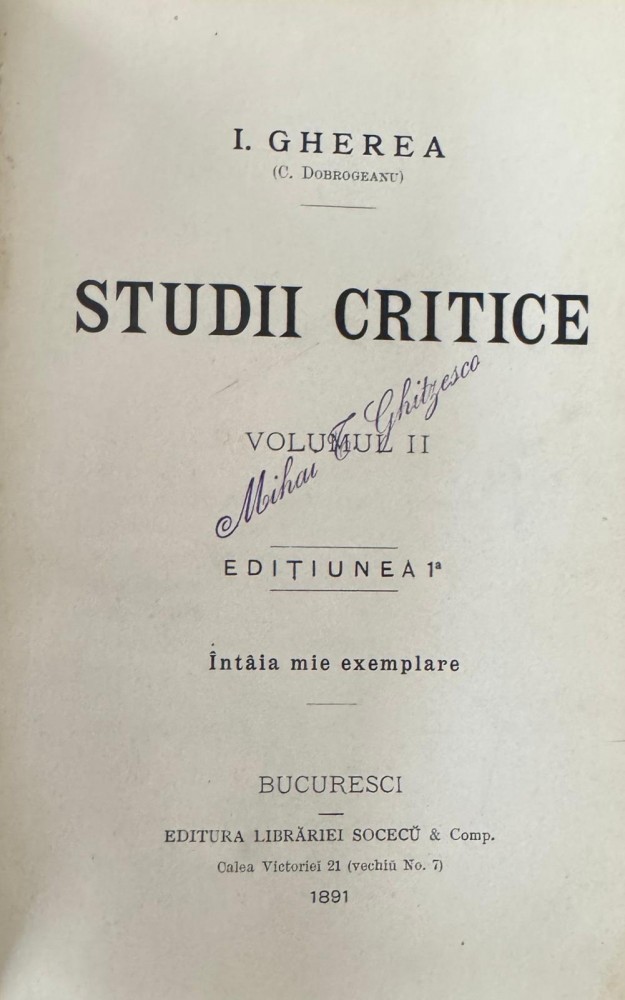 I. GHEREA
(C. DOBROGEANU)
STUDII CRITICE
VOLUMUL II
Mihai T. Ghitzesco
EDIȚIUNEA 1ª
Întâia mie exemplare
BUCURESCI
EDITURA LIBRĂRIEI SOCECŬ & Comp.
Calea Victorieĭ 21 (vechiŭ No. 7)
1891